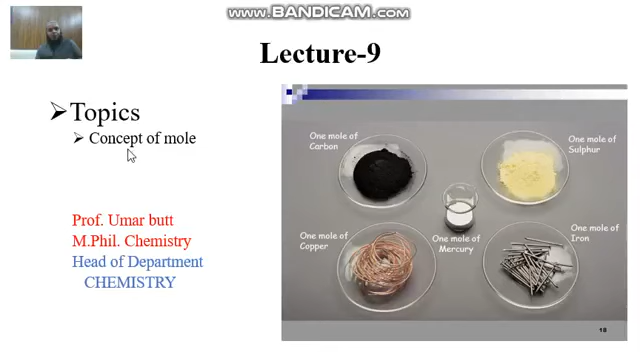 www.BANDICAM.com
Lecture-9
Topics
Concept of mole
Prof. Umar butt
M.Phil. Chemistry
Head of Department
CHEMISTRY
One mole of
Carbon
One mole of
Sulphur
One mole of
Copper
One mole of
Mercury
One mole of
Iron
18